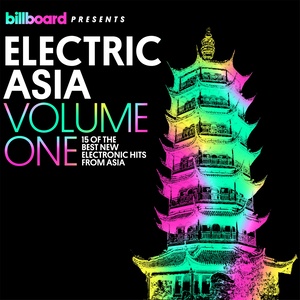 billboard PRESENTS
ELECTRIC
ASIA
VOLUME
ONE
15 OF THE
BEST NEW
ELECTRONIC HITS
FROM ASIA